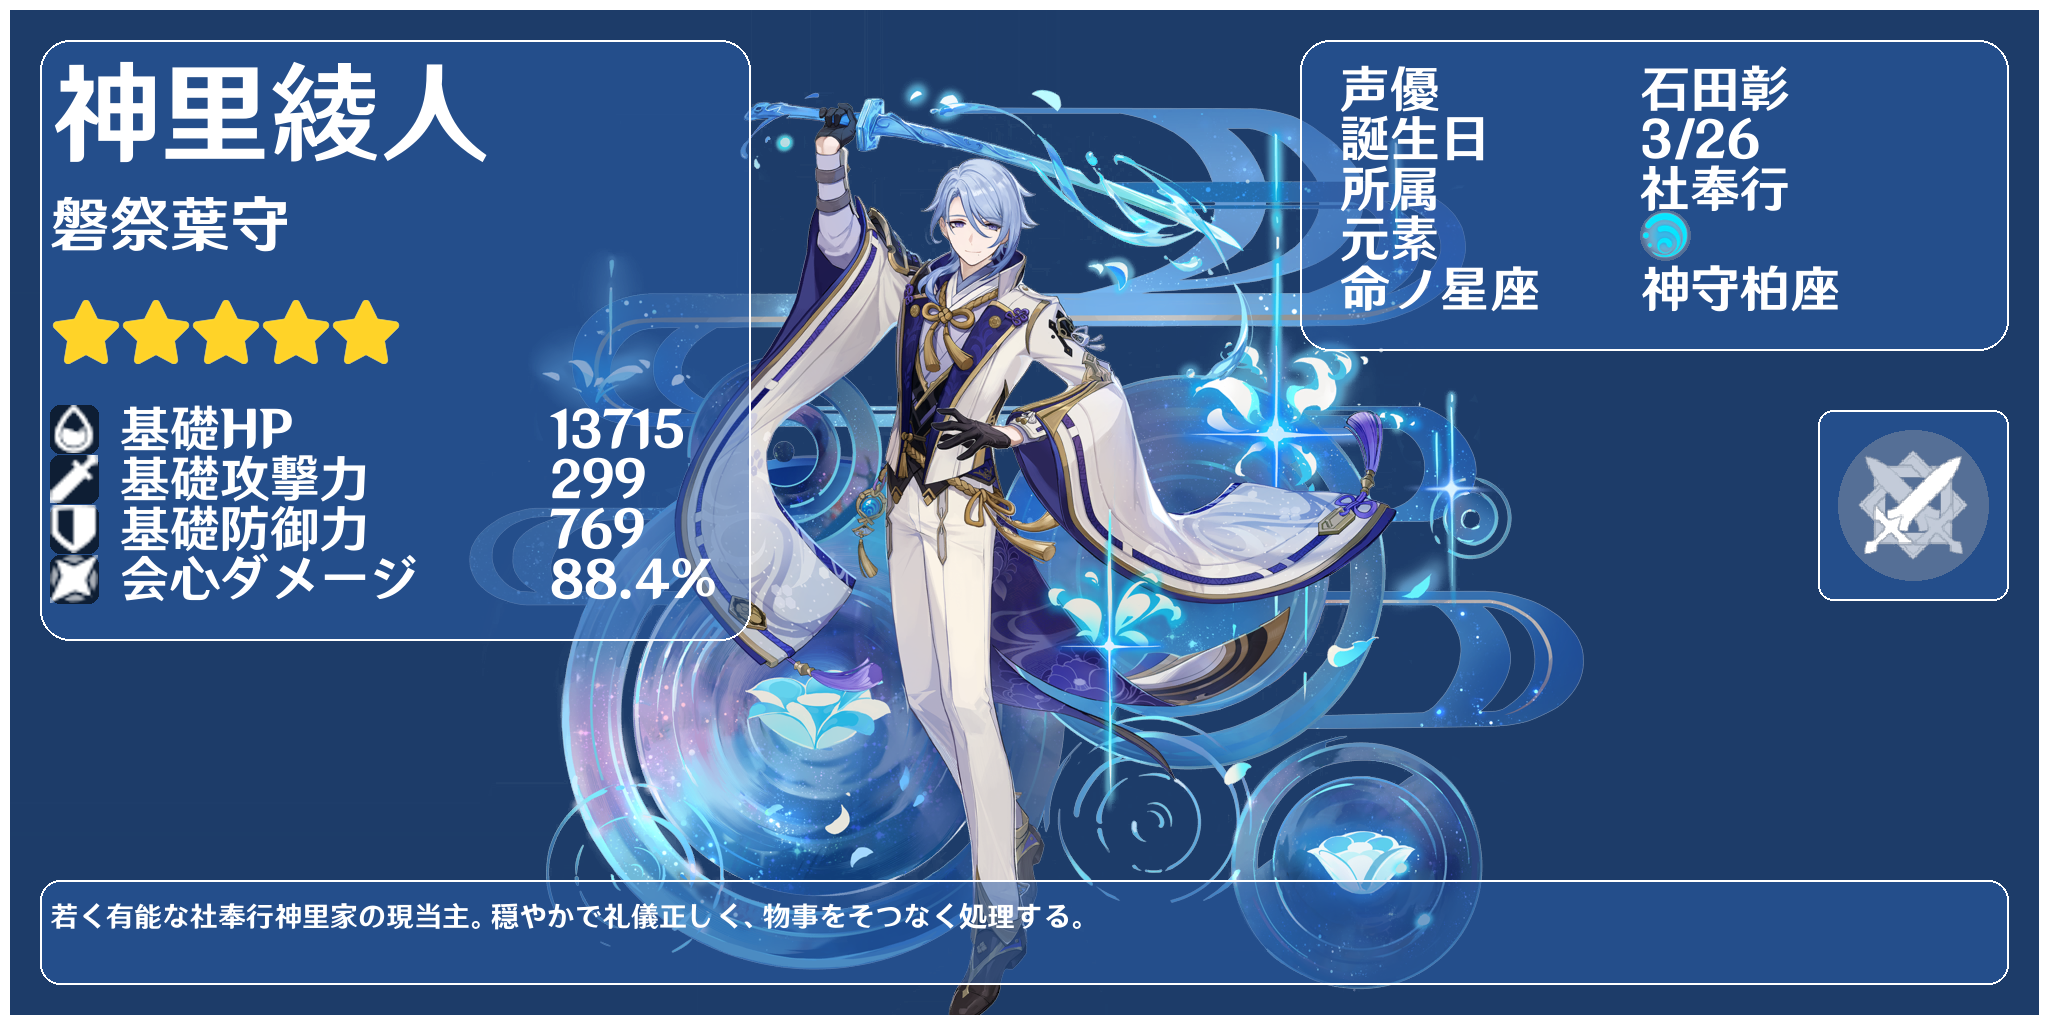 神里綾人
磐祭葉守
基礎HP 13715
基礎攻撃力 299
基礎防御力 769
会心ダメージ 88.4%
声優 石田彰
誕生日 3/26
所属 社奉行
元素
命ノ星座 神守柏座
若く有能な社奉行神里家の現当主。穏やかで礼儀正しく、物事をそつなく処理する。